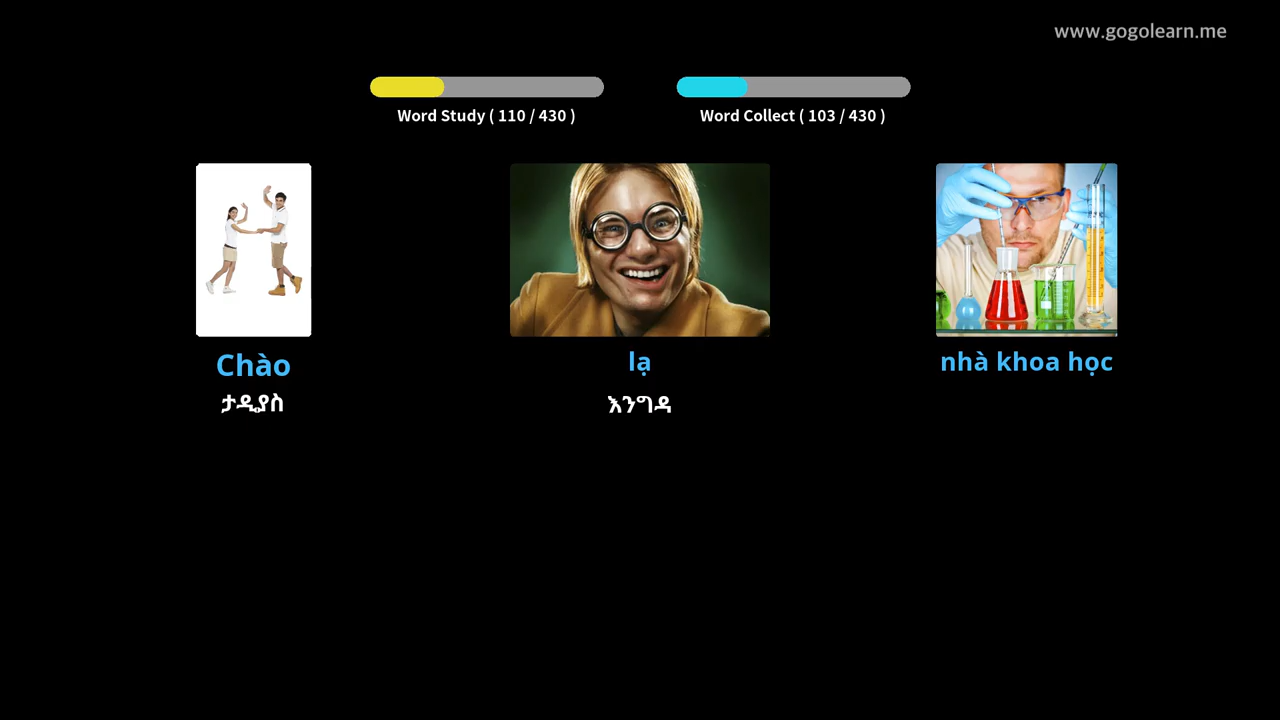 www.gogolearn.me
Word Study ( 110 / 430 )
Word Collect ( 103 / 430 )
Chào
lạ
nhà khoa học
ታዲያስ
እንግዳ